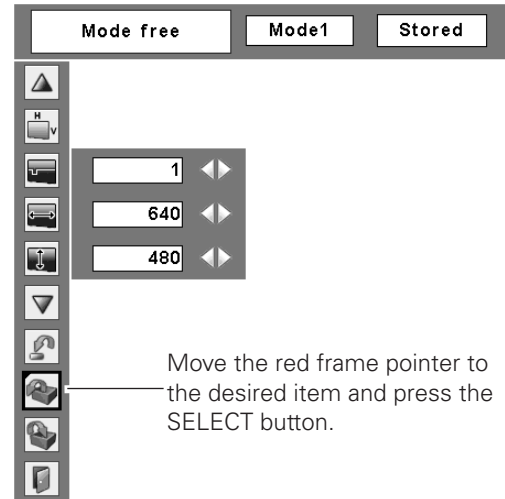 Mode free Mode1 Stored
H
V
1
640
480
Move the red frame pointer to
the desired item and press the
SELECT button.